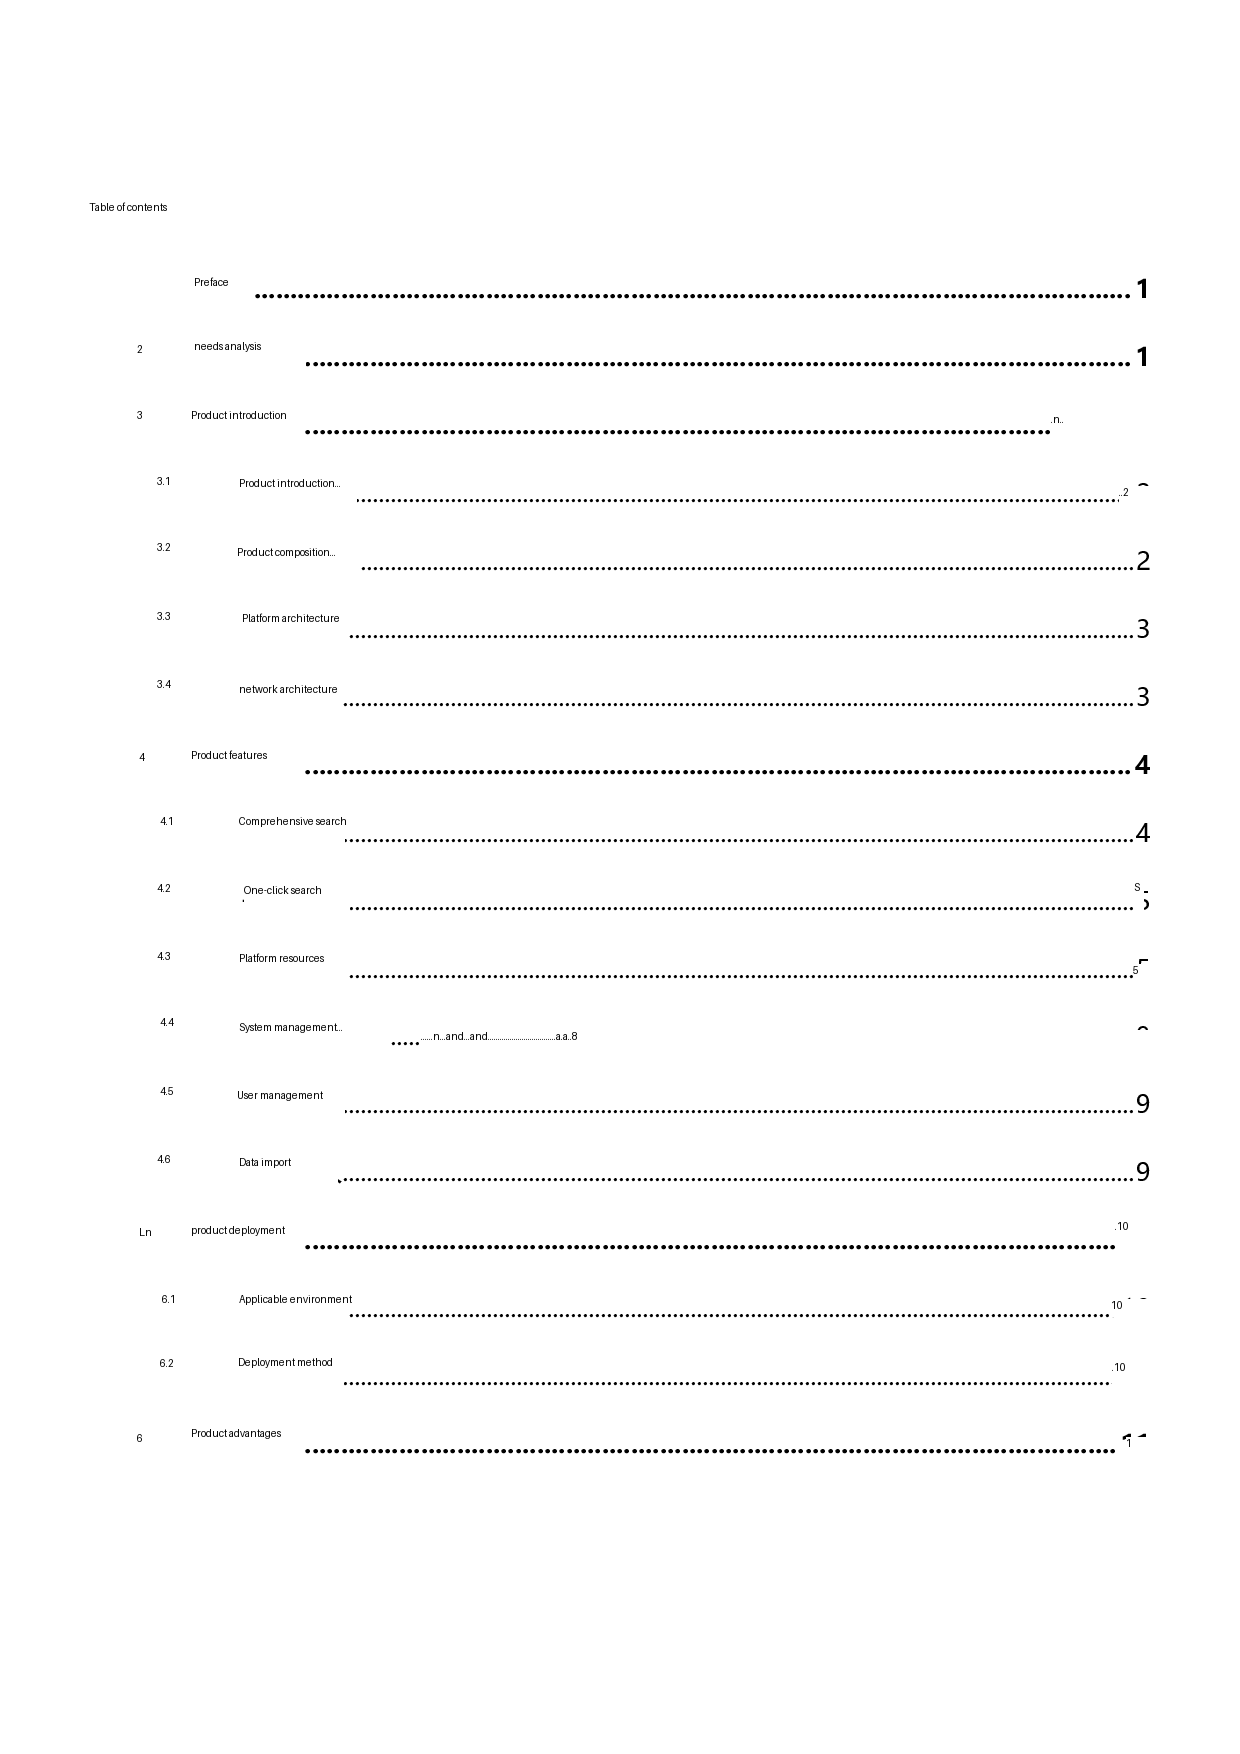 Table of contents
Preface ........ 1
2 needs analysis ........ 1
3 Product introduction ........ .n..
3.1 Product introduction... ........ ..2
3.2 Product composition... ........ 2
3.3 Platform architecture ........ 3
3.4 network architecture ........ 3
4 Product features ........ 4
4.1 Comprehensive search ........ 4
4.2 One-click search ........ S
4.3 Platform resources ........ 5
4.4 System management... ........n...and...and........a.a..8
4.5 User management ........ 9
4.6 Data import ........ 9
Ln product deployment ........ .10
6.1 Applicable environment ........ 10
6.2 Deployment method ........ .10
6 Product advantages ........ 1